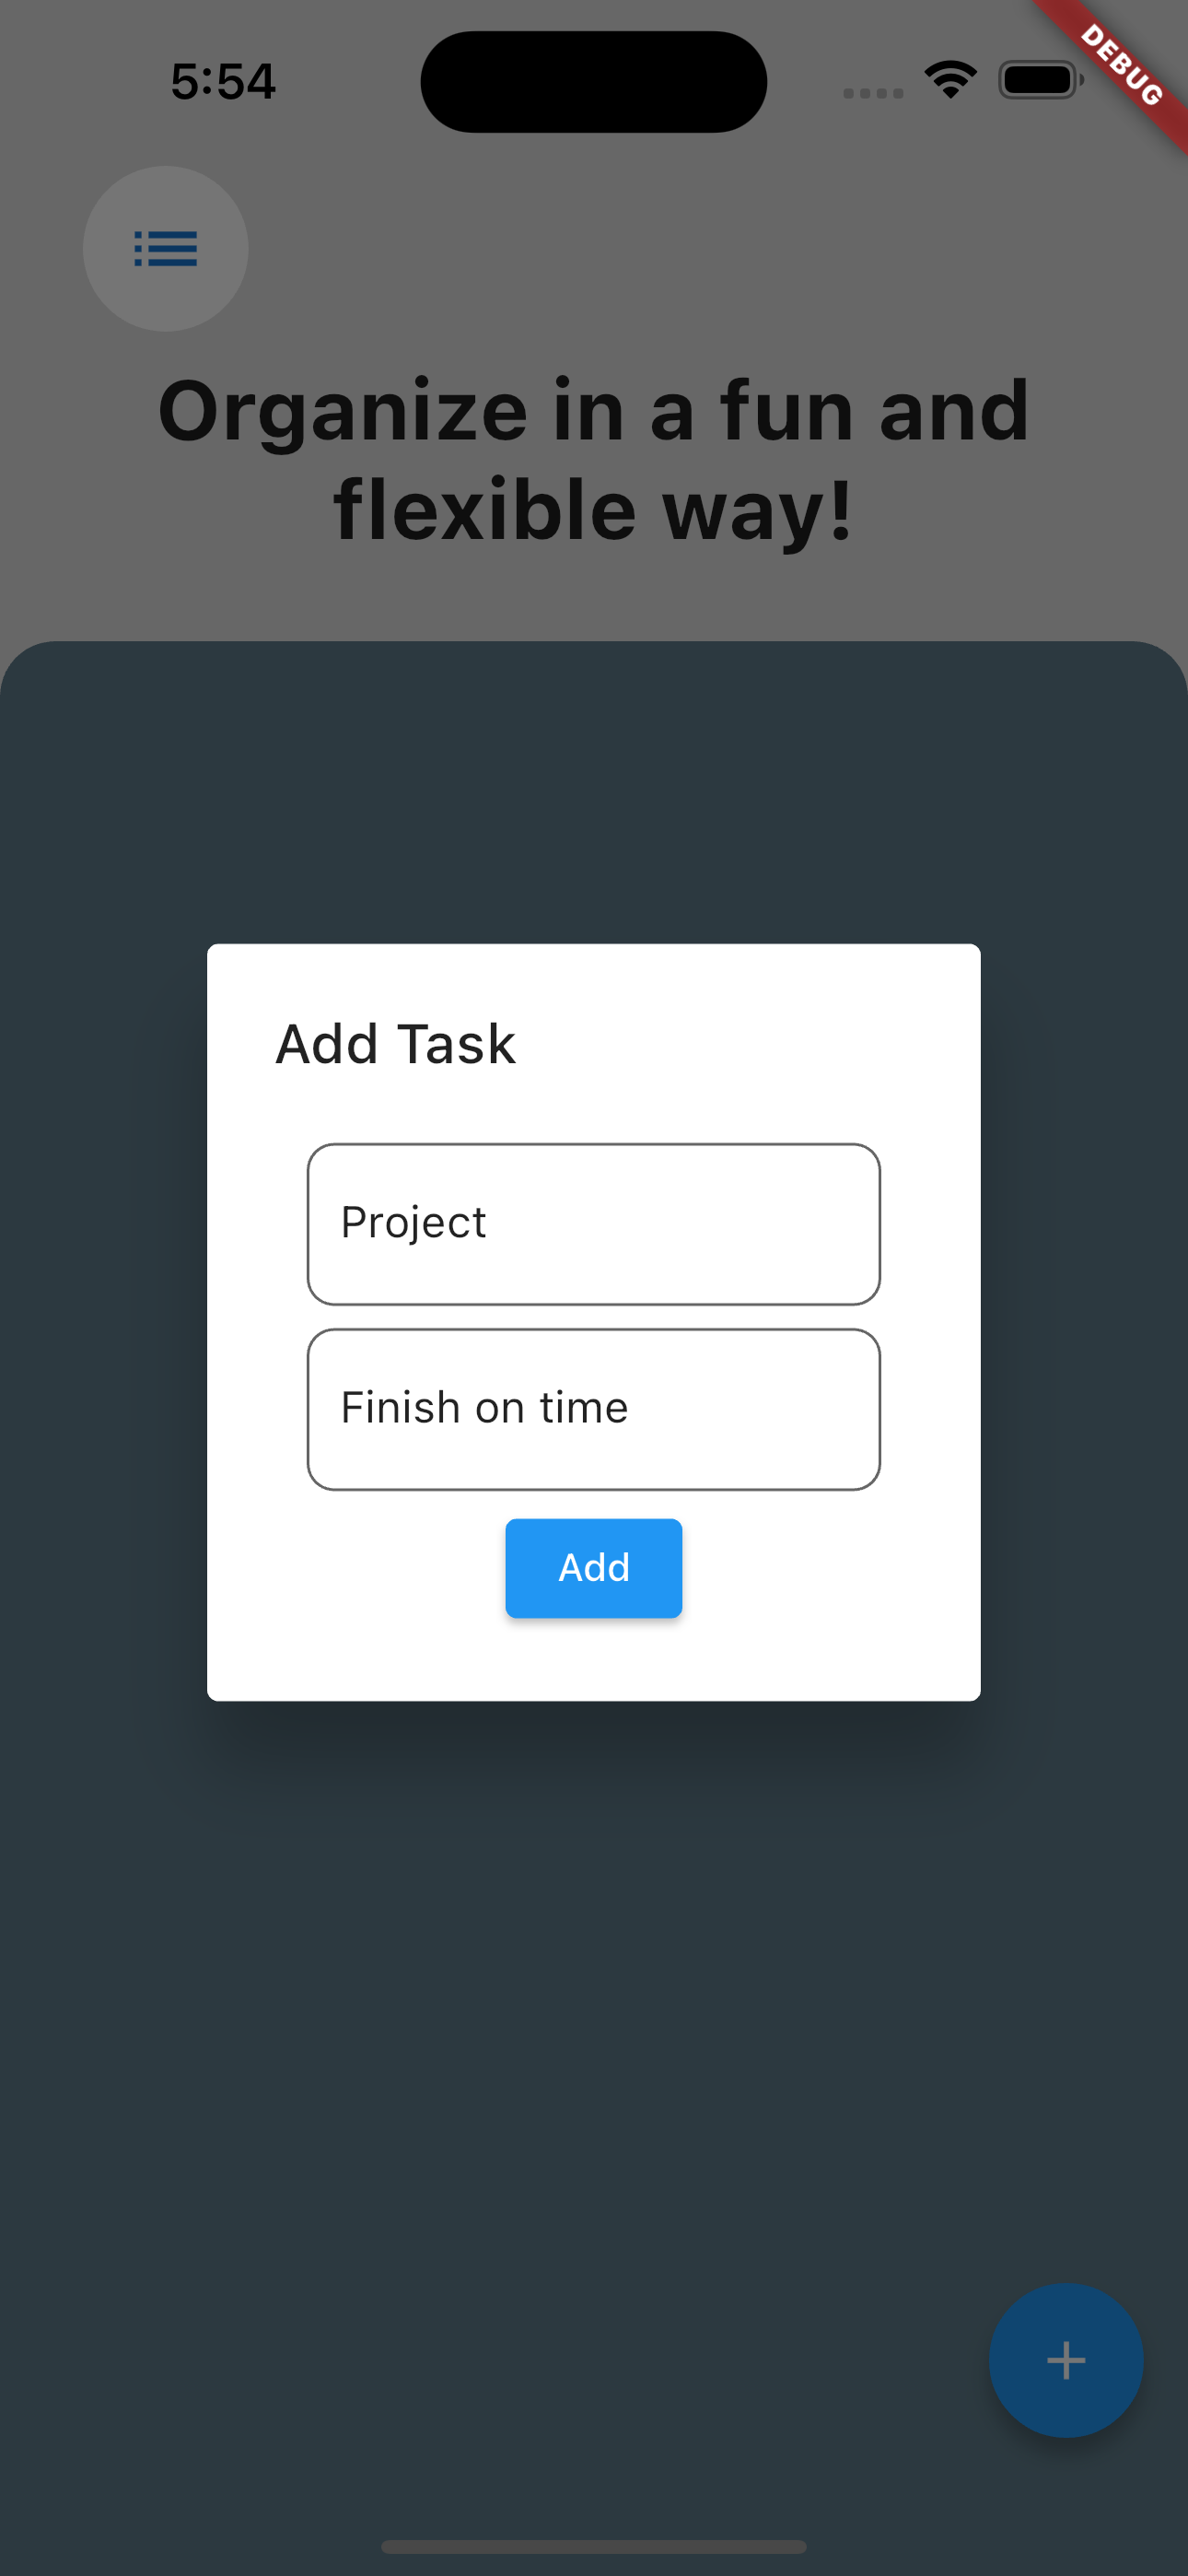 5:54
DEBUG
Organize in a fun and
flexible way!
Add Task
Project
Finish on time
Add